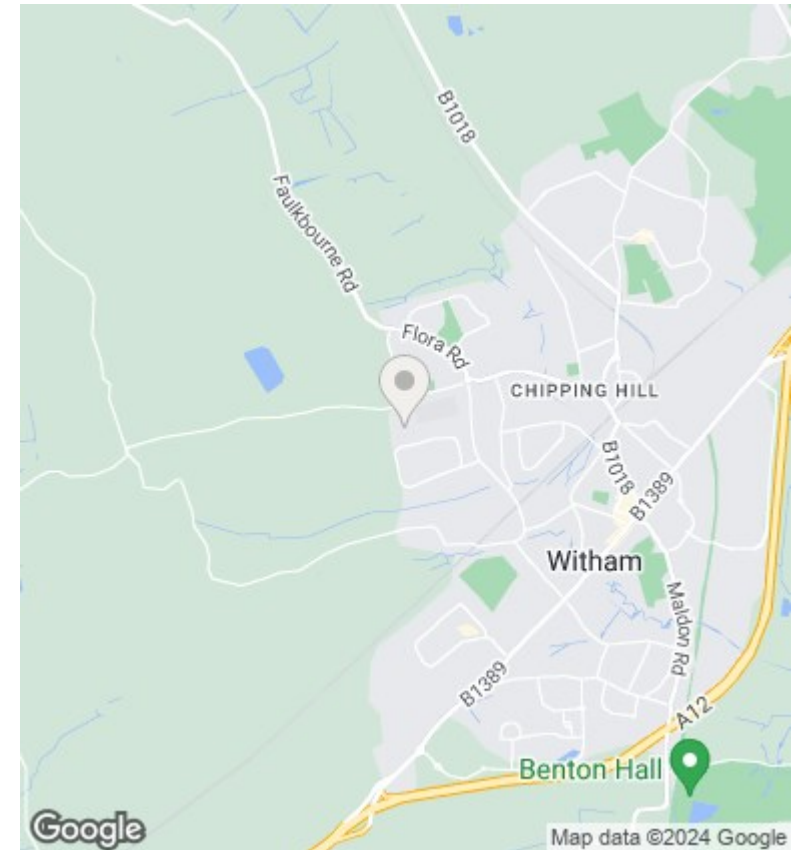 B1018
Faulkbourne Rd
Flora Rd
CHIPPING HILL
B1018
B1389
Witham
Maldon Rd
B1389
A12
Benton Hall
Google
Map data ©2024 Google